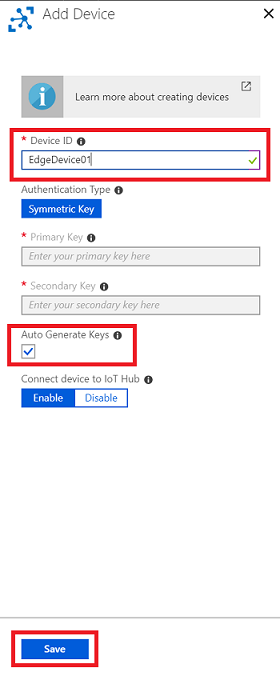 Add Device
Learn more about creating devices
* Device ID
EdgeDevice01
Authentication Type
Symmetric Key
* Primary Key
Enter your primary key here
* Secondary Key
Enter your secondary key here
Auto Generate Keys
Connect device to IoT Hub
Enable Disable
Save